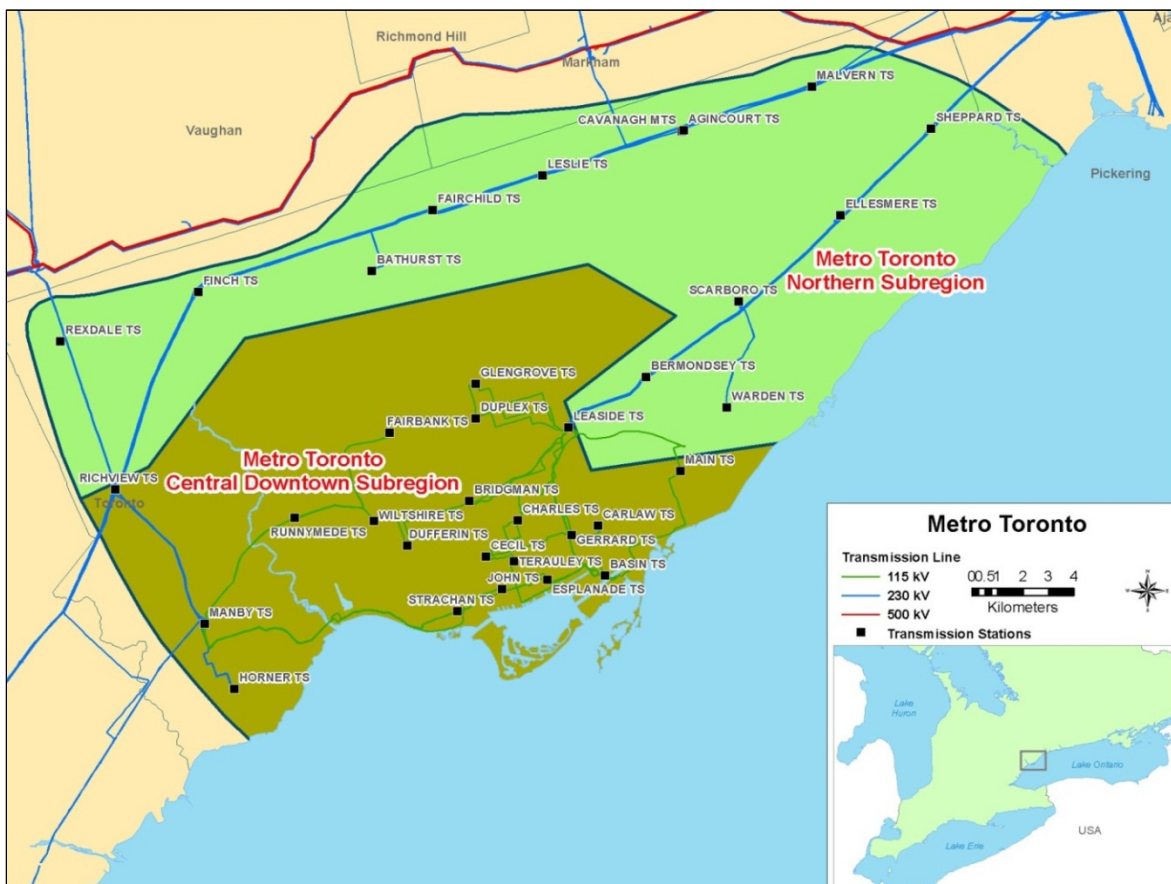 Richmond Hill
Aja
Markham
MALVERN TS
Vaughan
CAVANAGH MTS
AGINCOURT TS
SHEPPARD TS
LESLIE TS
Pickering
FAIRCHILD TS
ELLESMERE TS
BATHURST TS
Metro Toronto
Northern Subregion
FINCH TS
SCARBORO TS
REXDALE TS
BERMONDSEY TS
GLENGROVE TS
WARDEN TS
DUPLEX TS
LEASIDE TS
FAIRBANK TS
MAIN TS
Metro Toronto
Central Downtown Subregion
RICHVIEW TS
Toronto
BRIDGMAN TS
CHARLES TS
CARLAW TS
WILTSHIRE TS
RUNNYMEDE TS
DUFFERIN TS
GERRARD TS
CECIL TS
TERAULEY TS
BASIN TS
JOHN TS
ESPLANADE TS
STRACHAN TS
MANBY TS
HORNER TS
Metro Toronto
Transmission Line
115 kV
230 kV
500 kV
Transmission Stations
00.51 2 3 4
Kilometers
Lake
Huron
Lake Ontario
USA
Lake Erie